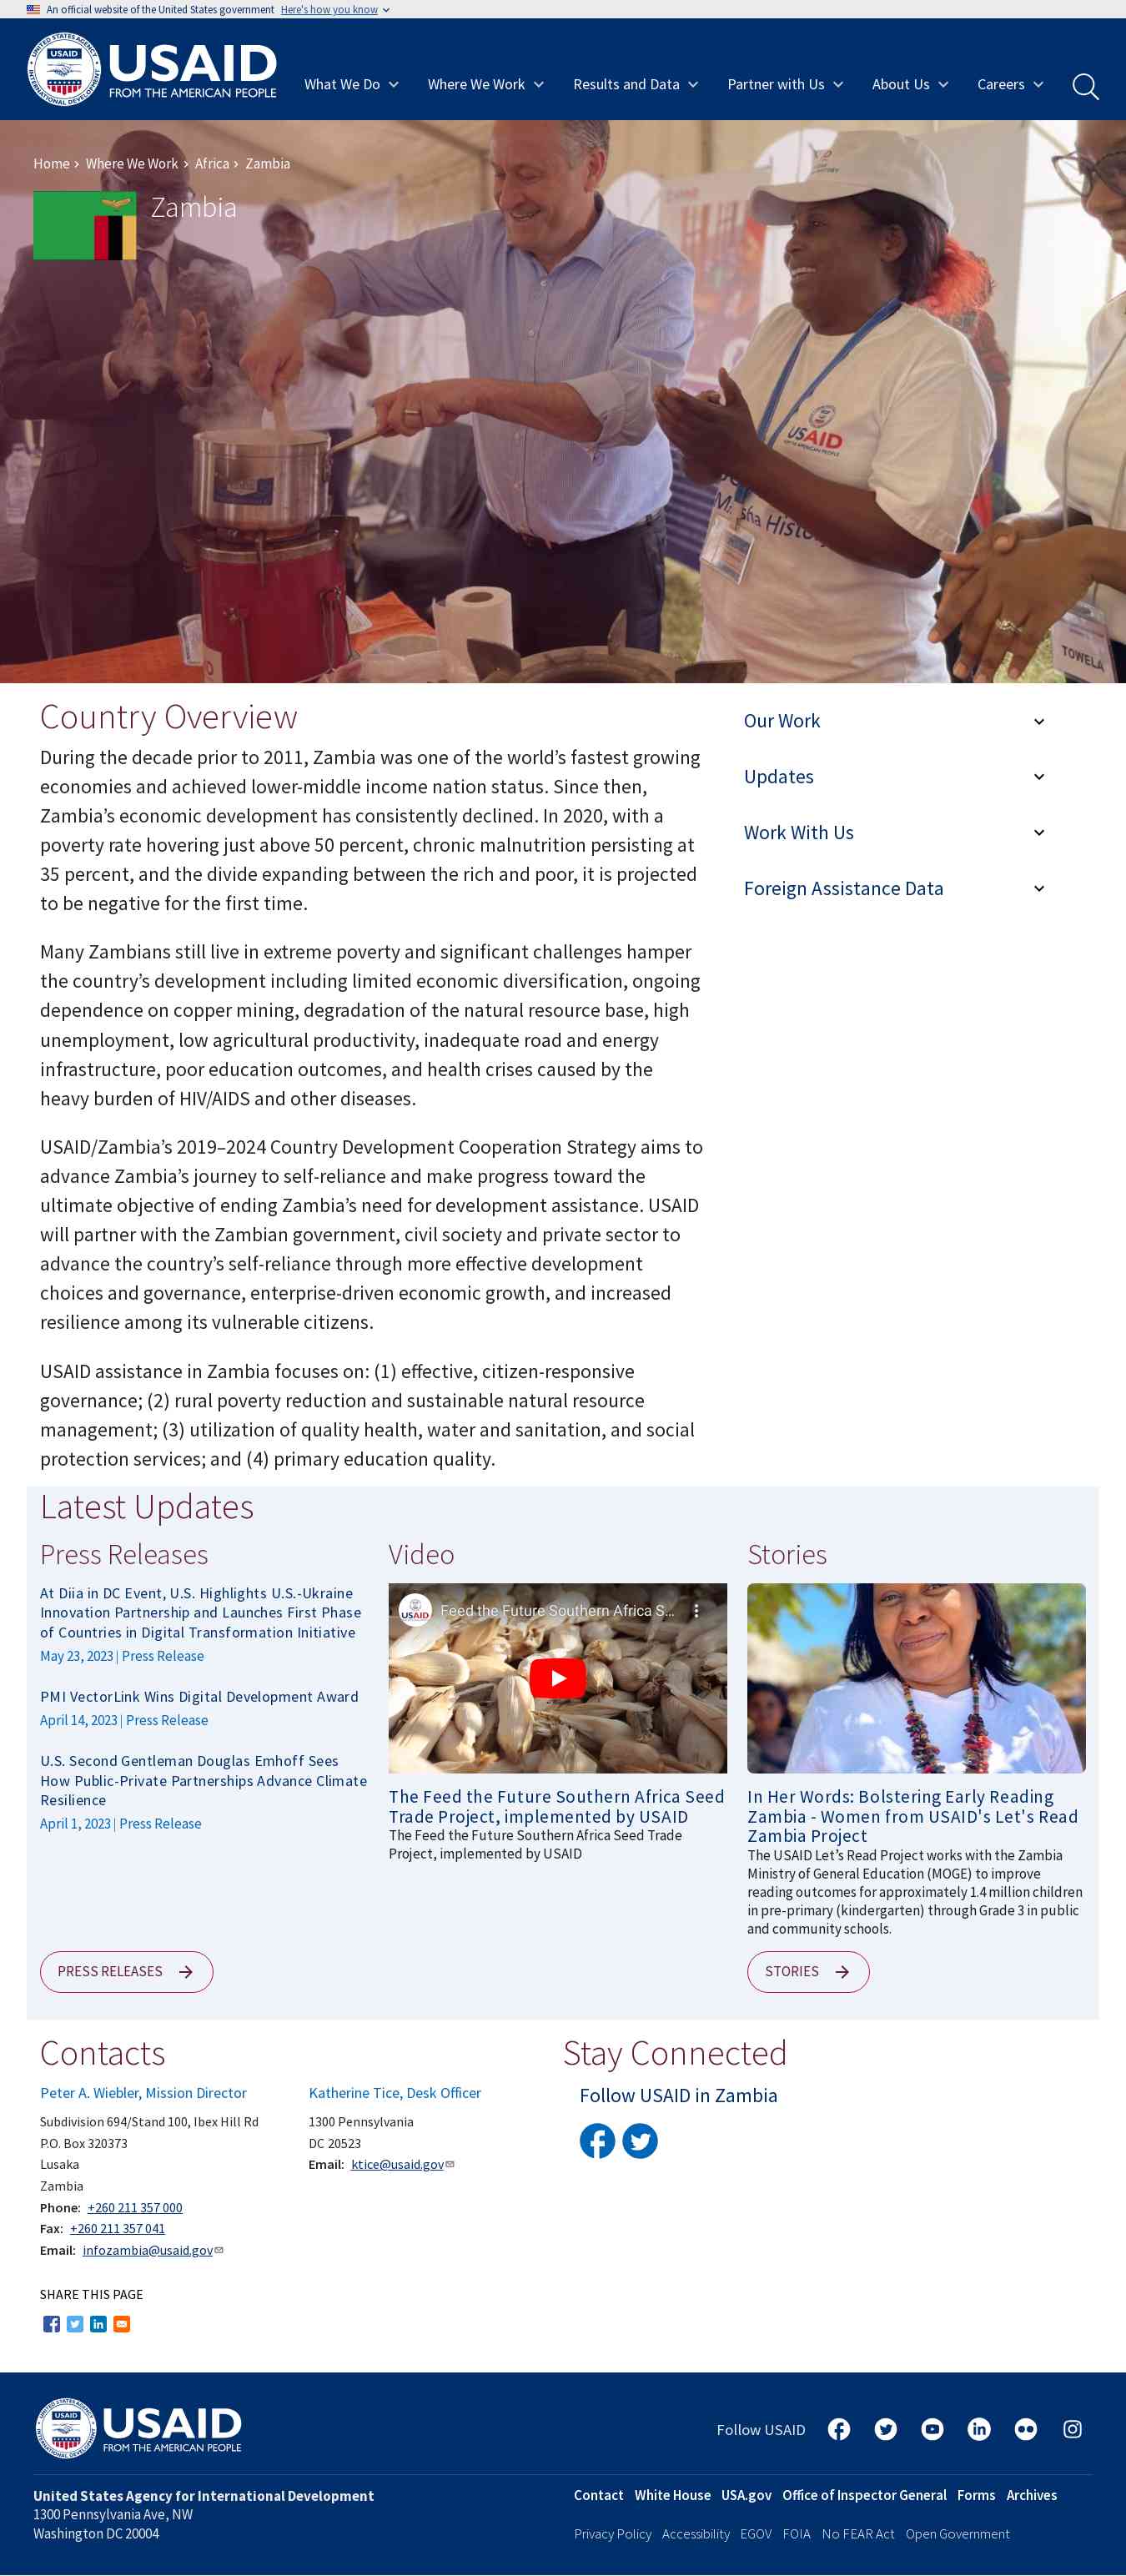 An official website of the United States government Here's how you know
UNITED STATES AGENCY
INTERNATIONAL DEVELOPMENT
USAID
USAID
FROM THE AMERICAN PEOPLE
What We Do
Where We Work
Results and Data
Partner with Us
About Us
Careers
Home › Where We Work › Africa › Zambia
Zambia
USAID
FROM THE AMERICAN PEOPLE
History
TOWELA
Country Overview
During the decade prior to 2011, Zambia was one of the world’s fastest growing
economies and achieved lower-middle income nation status. Since then,
Zambia’s economic development has consistently declined. In 2020, with a
poverty rate hovering just above 50 percent, chronic malnutrition persisting at
35 percent, and the divide expanding between the rich and poor, it is projected
to be negative for the first time.
Many Zambians still live in extreme poverty and significant challenges hamper
the country’s development including limited economic diversification, ongoing
dependence on copper mining, degradation of the natural resource base, high
unemployment, low agricultural productivity, inadequate road and energy
infrastructure, poor education outcomes, and health crises caused by the
heavy burden of HIV/AIDS and other diseases.
USAID/Zambia’s 2019–2024 Country Development Cooperation Strategy aims to
advance Zambia’s journey to self-reliance and make progress toward the
ultimate objective of ending Zambia’s need for development assistance. USAID
will partner with the Zambian government, civil society and private sector to
advance the country’s self-reliance through more effective development
choices and governance, enterprise-driven economic growth, and increased
resilience among its vulnerable citizens.
USAID assistance in Zambia focuses on: (1) effective, citizen-responsive
governance; (2) rural poverty reduction and sustainable natural resource
management; (3) utilization of quality health, water and sanitation, and social
protection services; and (4) primary education quality.
Our Work
Updates
Work With Us
Foreign Assistance Data
Latest Updates
Press Releases
At Diia in DC Event, U.S. Highlights U.S.-Ukraine
Innovation Partnership and Launches First Phase
of Countries in Digital Transformation Initiative
May 23, 2023 | Press Release
PMI VectorLink Wins Digital Development Award
April 14, 2023 | Press Release
U.S. Second Gentleman Douglas Emhoff Sees
How Public-Private Partnerships Advance Climate
Resilience
April 1, 2023 | Press Release
PRESS RELEASES
Video
USAID
Feed the Future Southern Africa S...
The Feed the Future Southern Africa Seed
Trade Project, implemented by USAID
The Feed the Future Southern Africa Seed Trade
Project, implemented by USAID
Stories
In Her Words: Bolstering Early Reading
Zambia - Women from USAID's Let's Read
Zambia Project
The USAID Let’s Read Project works with the Zambia
Ministry of General Education (MOGE) to improve
reading outcomes for approximately 1.4 million children
in pre-primary (kindergarten) through Grade 3 in public
and community schools.
STORIES
Contacts
Peter A. Wiebler, Mission Director
Subdivision 694/Stand 100, Ibex Hill Rd
P.O. Box 320373
Lusaka
Zambia
Phone: +260 211 357 000
Fax: +260 211 357 041
Email: infozambia@usaid.gov
Katherine Tice, Desk Officer
1300 Pennsylvania
DC 20523
Email: ktice@usaid.gov
Stay Connected
Follow USAID in Zambia
SHARE THIS PAGE
UNITED STATES AGENCY
INTERNATIONAL DEVELOPMENT
USAID
USAID
FROM THE AMERICAN PEOPLE
Follow USAID
United States Agency for International Development
1300 Pennsylvania Ave, NW
Washington DC 20004
Contact White House USA.gov Office of Inspector General Forms Archives
Privacy Policy Accessibility EGOV FOIA No FEAR Act Open Government